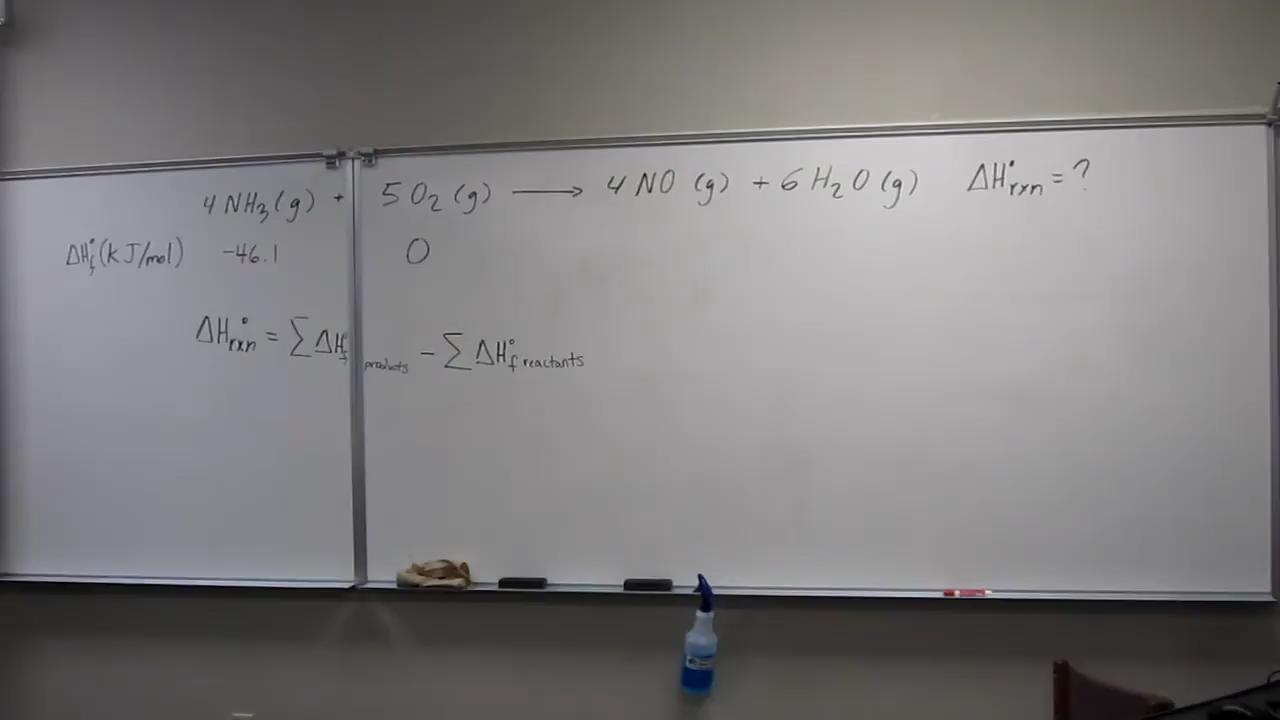 4 NH₃(g) + 5 O₂ (g) ⟶ 4 NO (g) + 6 H₂O (g) ΔH°rxn = ?
ΔH°f (kJ/mol) -46.1 0
ΔH°rxn = ∑ ΔH°f products - ∑ ΔH°f reactants